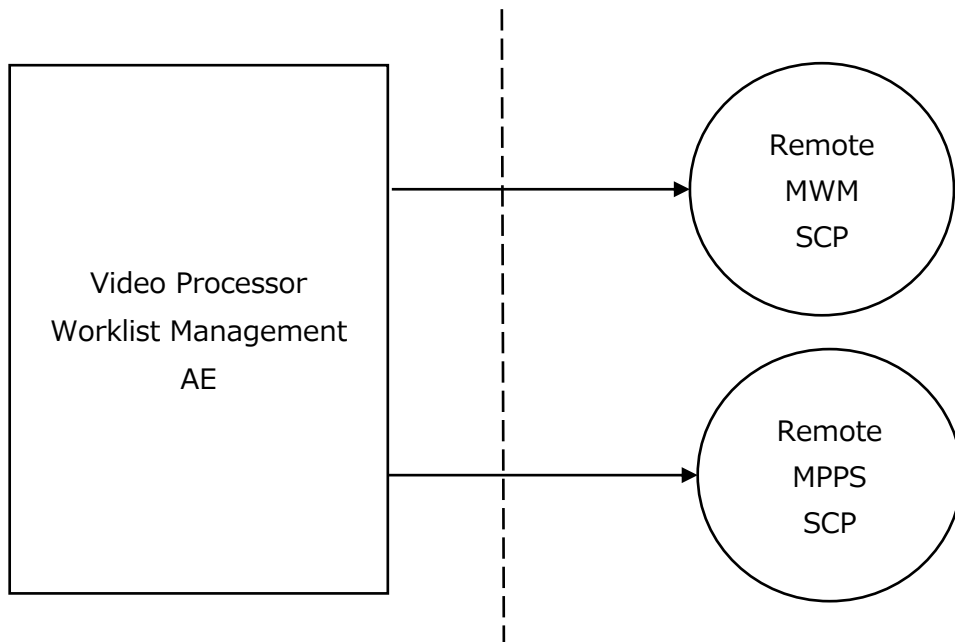 Video Processor
Worklist Management
AE
Remote
MWM
SCP
Remote
MPPS
SCP